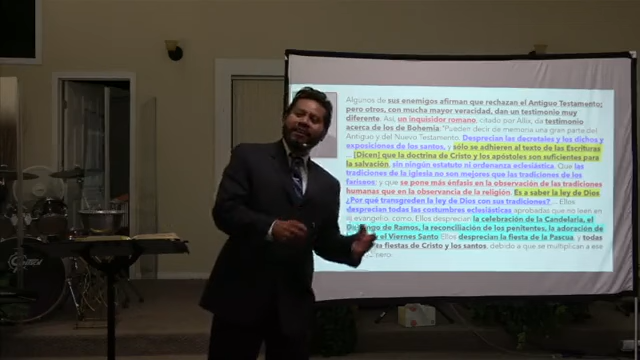 Algunos de sus enemigos afirman que rechazan el Antiguo Testamento;
pero otros, con mucha mayor veracidad, dan un testimonio muy
diferente. Así, un inquisidor romano, citado por Allix, da testimonio
acerca de los de Bohemia: "Pueden decir de memoria una gran parte del
Antiguo y del Nuevo Testamento. Desprecian las decretales y los dichos y
exposiciones de los santos, y sólo se adhieren al texto de las Escrituras
... [Dicen] que la doctrina de Cristo y los apóstoles son suficientes para
la salvación, sin ningún estatuto ni ordenanza eclesiástica. Que las
tradiciones de la iglesia no son mejores que las tradiciones de los
fariseos; y que se pone más énfasis en la observación de las tradiciones
humanas que en la observancia de la religión. Es a saber la ley de Dios
¿Por qué transgreden la ley de Dios con sus tradiciones? ... Ellos
desprecian todas las costumbres eclesiásticas aprobadas que no leen en
el evangelio, como, Ellos desprecian la celebración de la Candelaria, el
Domingo de Ramos, la reconciliación de los penitentes, la adoración de
el Viernes Santo. Ellos desprecian la fiesta de la Pascua, y todas
fiestas de Cristo y los santos, debido a que se multiplican a ese